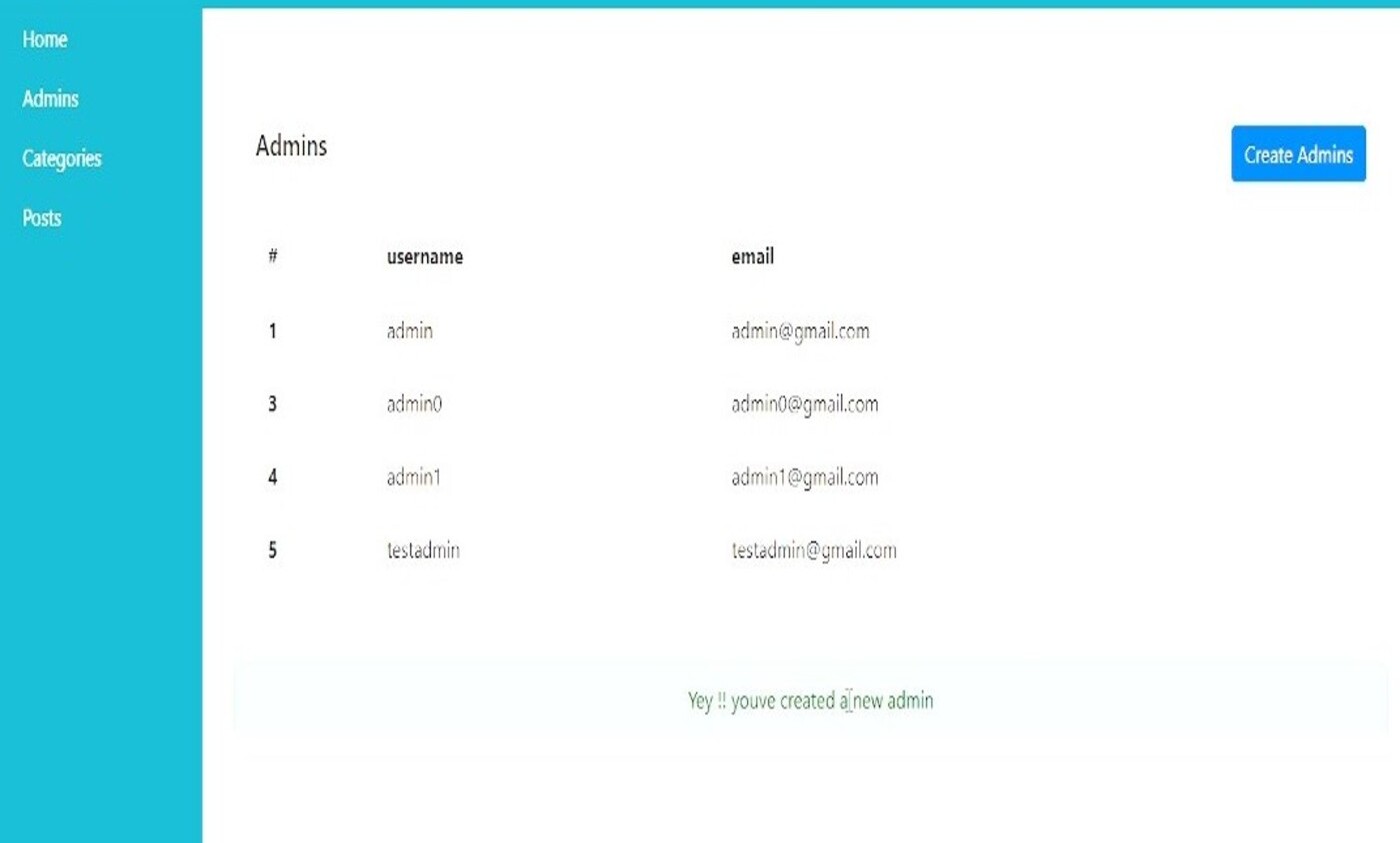 Home
Admins
Categories
Posts
Admins
Create Admins
# username email
1 admin admin@gmail.com
3 admin0 admin0@gmail.com
4 admin1 admin1@gmail.com
5 testadmin testadmin@gmail.com
Yey !! youve created a new admin